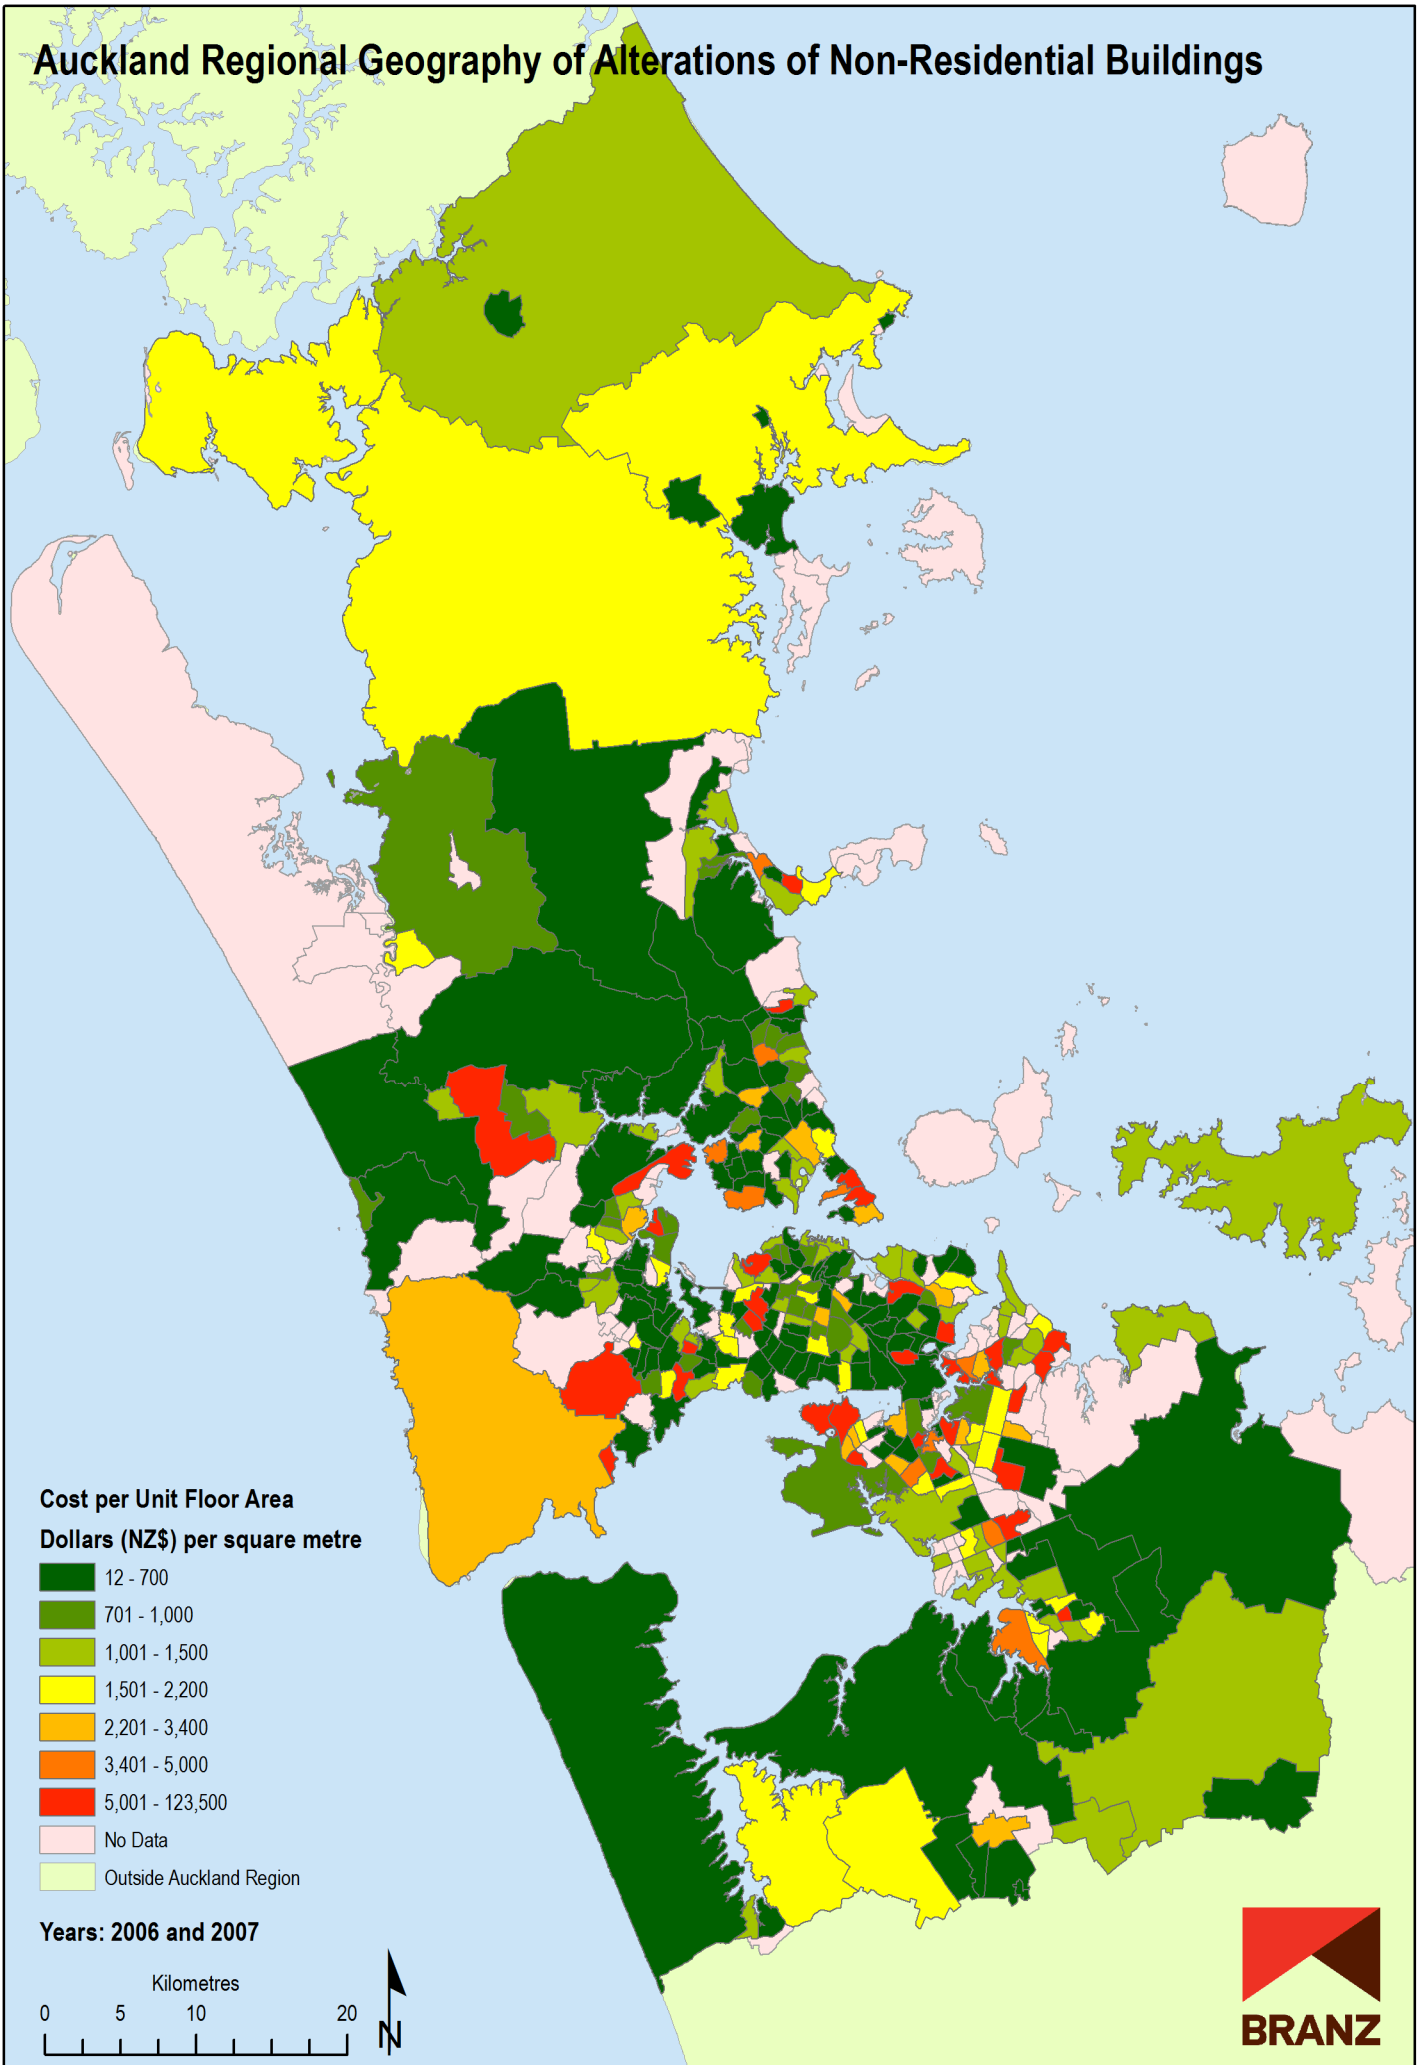 Auckland Regional Geography of Alterations of Non-Residential Buildings
Cost per Unit Floor Area
Dollars (NZ$) per square metre
12 - 700
701 - 1,000
1,001 - 1,500
1,501 - 2,200
2,201 - 3,400
3,401 - 5,000
5,001 - 123,500
No Data
Outside Auckland Region
Years: 2006 and 2007
Kilometres
0 5 10 20
N
BRANZ